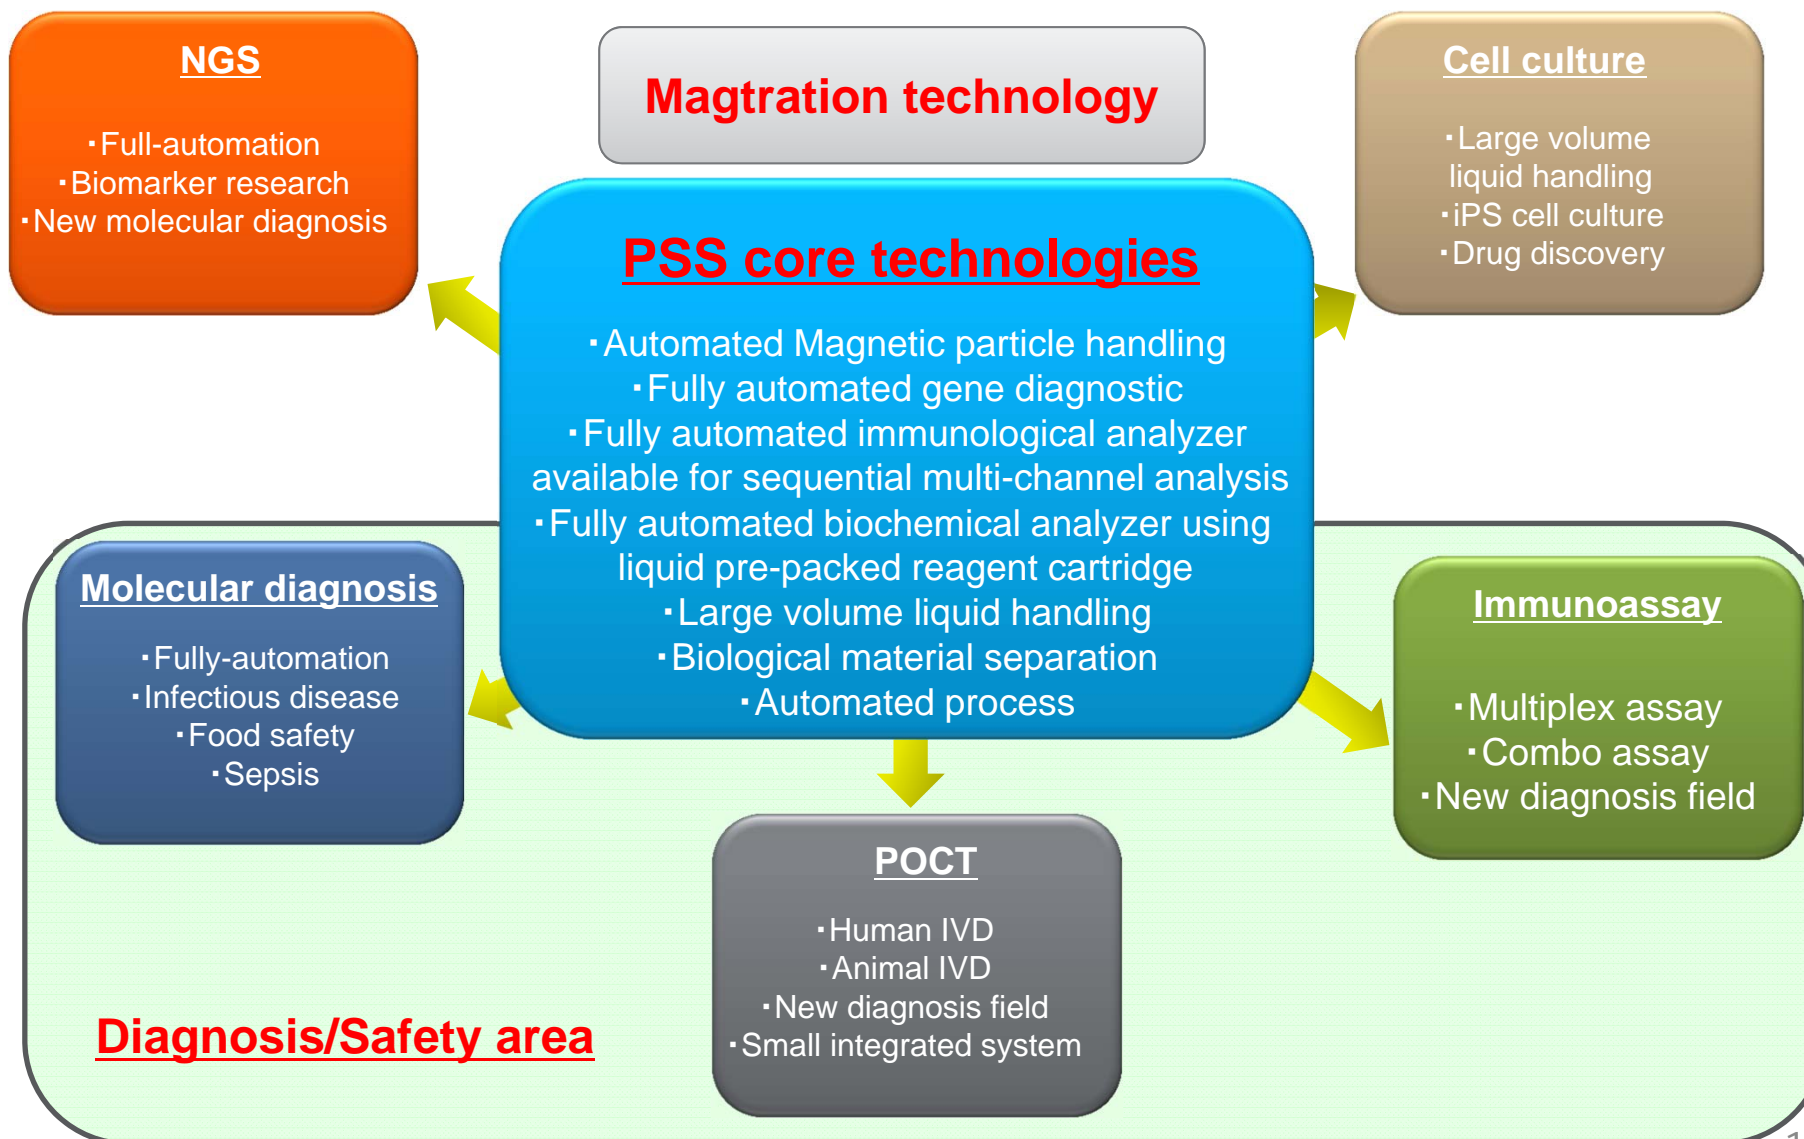 NGS
・Full-automation
・Biomarker research
・New molecular diagnosis
Magtration technology
Cell culture
・Large volume
liquid handling
・iPS cell culture
・Drug discovery
PSS core technologies
・Automated Magnetic particle handling
・Fully automated gene diagnostic
・Fully automated immunological analyzer
available for sequential multi-channel analysis
・Fully automated biochemical analyzer using
liquid pre-packed reagent cartridge
・Large volume liquid handling
・Biological material separation
・Automated process
Molecular diagnosis
・Fully-automation
・Infectious disease
・Food safety
・Sepsis
Immunoassay
・Multiplex assay
・Combo assay
・New diagnosis field
POCT
・Human IVD
・Animal IVD
・New diagnosis field
・Small integrated system
Diagnosis/Safety area